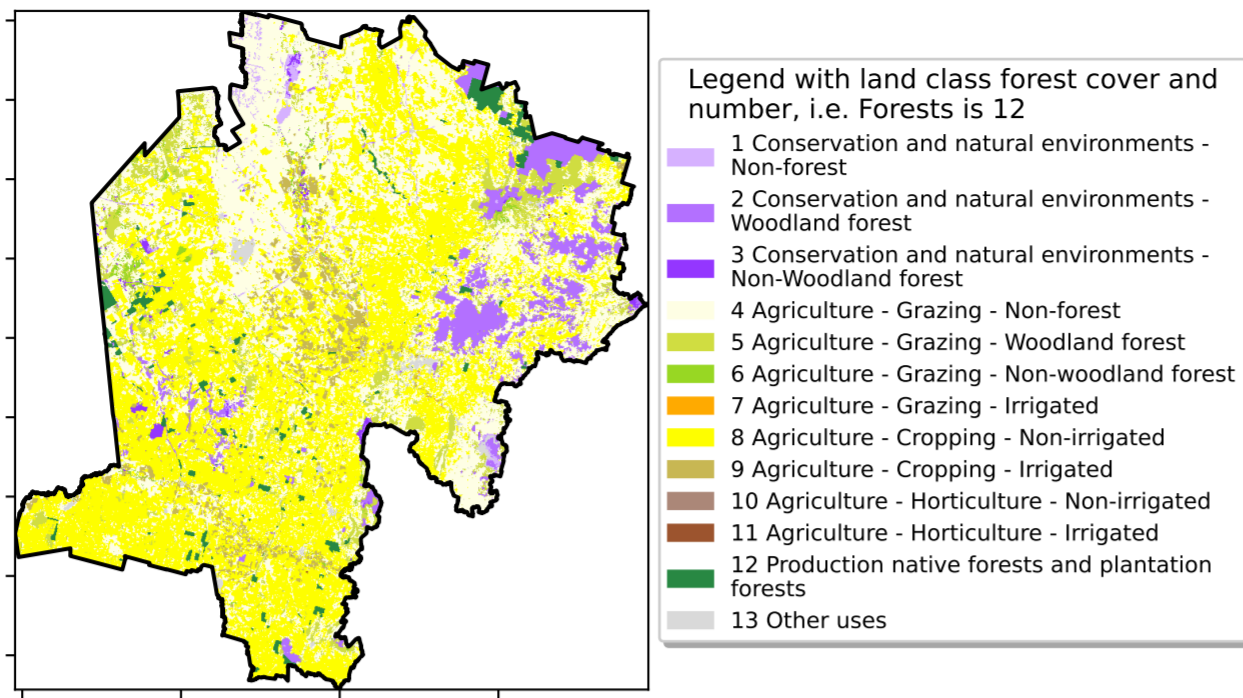 Legend with land class forest cover and
number, i.e. Forests is 12
1 Conservation and natural environments -
Non-forest
2 Conservation and natural environments -
Woodland forest
3 Conservation and natural environments -
Non-Woodland forest
4 Agriculture - Grazing - Non-forest
5 Agriculture - Grazing - Woodland forest
6 Agriculture - Grazing - Non-woodland forest
7 Agriculture - Grazing - Irrigated
8 Agriculture - Cropping - Non-irrigated
9 Agriculture - Cropping - Irrigated
10 Agriculture - Horticulture - Non-irrigated
11 Agriculture - Horticulture - Irrigated
12 Production native forests and plantation
forests
13 Other uses